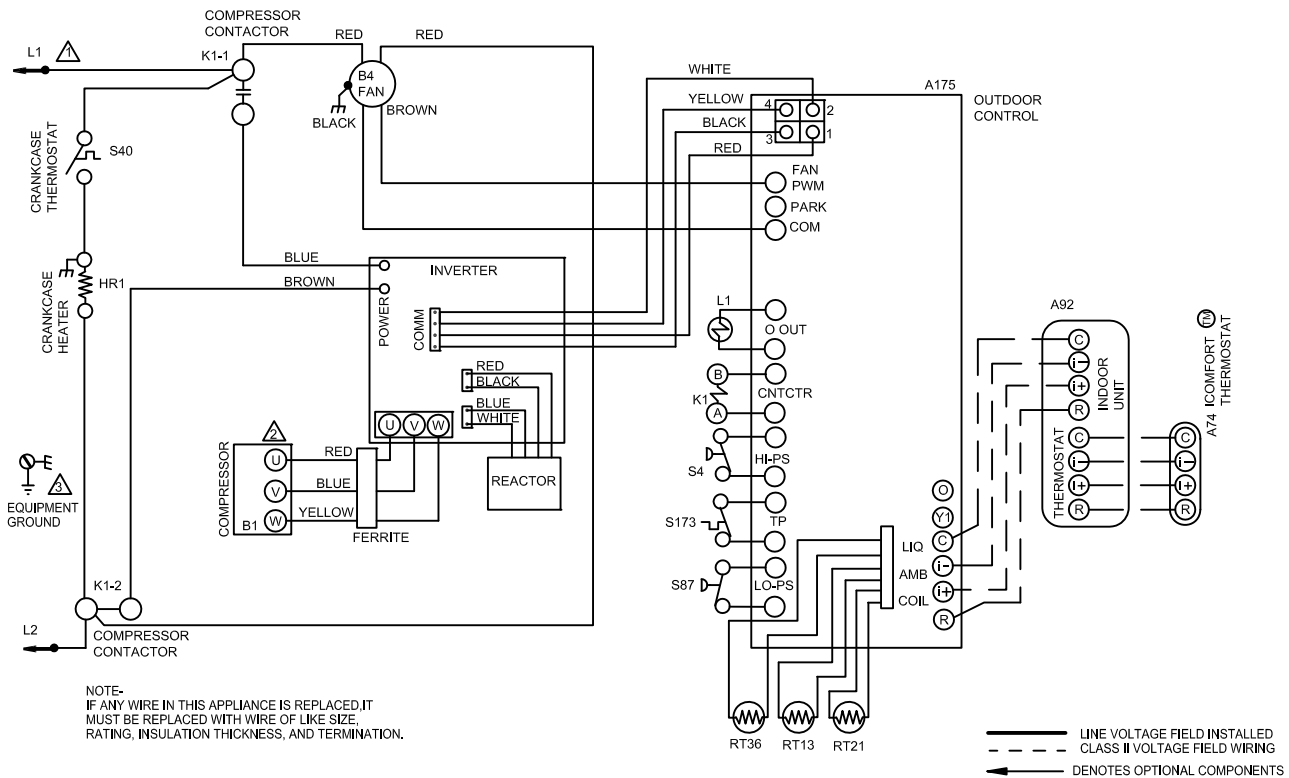 COMPRESSOR
CONTACTOR
L1
1
K1-1
RED
RED
B4
FAN
BLACK
BROWN
WHITE
YELLOW
BLACK
RED
4
2
3
1
A175
OUTDOOR
CONTROL
FAN
PWM
PARK
COM
CRANKCASE
THERMOSTAT
S40
CRANKCASE
HEATER
HR1
BLUE
BROWN
INVERTER
POWER
COMM
RED
BLACK
BLUE
WHITE
U
V
W
REACTOR
2
COMPRESSOR
U
V
W
B1
RED
BLUE
YELLOW
FERRITE
3
EQUIPMENT
GROUND
K1-2
L2
COMPRESSOR
CONTACTOR
L1
O OUT
B
K1
A
CNTCTR
S4
HI-PS
S173
TP
S87
LO-PS
LIQ
AMB
COIL
O
Y1
C
i-
i+
R
RT36
RT13
RT21
A92
C
i-
i+
R
INDOOR
UNIT
THERMOSTAT
C
i-
i+
R
C
i-
i+
R
A74 ICOMFORT TM
THERMOSTAT
NOTE-
IF ANY WIRE IN THIS APPLIANCE IS REPLACED,IT
MUST BE REPLACED WITH WIRE OF LIKE SIZE,
RATING, INSULATION THICKNESS, AND TERMINATION.
LINE VOLTAGE FIELD INSTALLED
CLASS II VOLTAGE FIELD WIRING
DENOTES OPTIONAL COMPONENTS